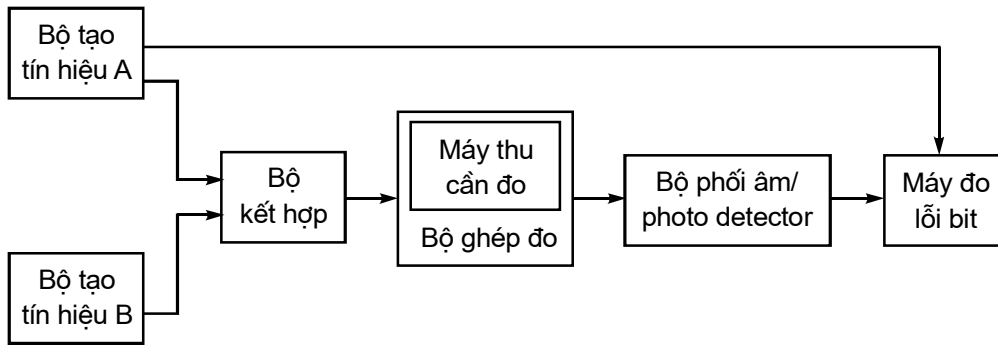 Bộ tạo
tín hiệu A
Bộ
kết hợp
Máy thu
cần đo
Bộ ghép đo
Bộ phối âm/
photo detector
Máy đo
lỗi bit
Bộ tạo
tín hiệu B